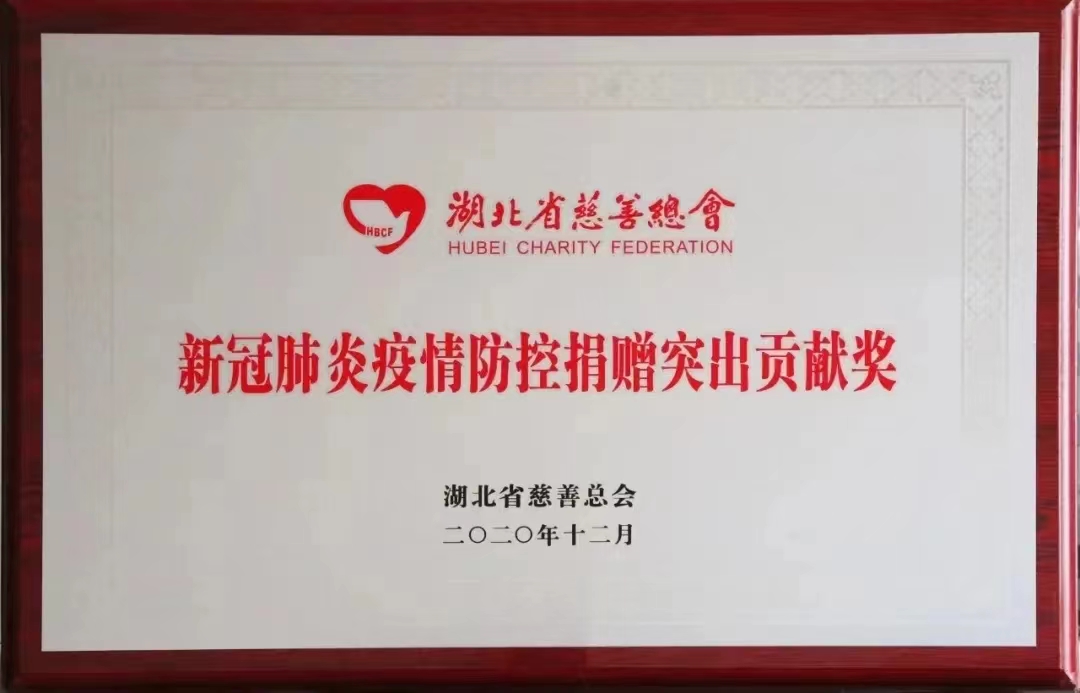 湖北省慈善總會
HBCF
HUBEI CHARITY FEDERATION
新冠肺炎疫情防控捐赠突出贡献奖
湖北省慈善总会
二〇二〇年十二月